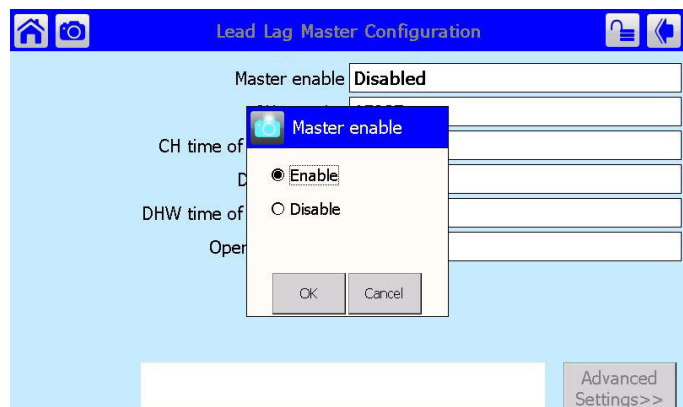 Lead Lag Master Configuration
Master enable Disabled
Master enable
CH time of
Enable
D
DHW time of
Disable
Oper
OK Cancel
Advanced
Settings>>